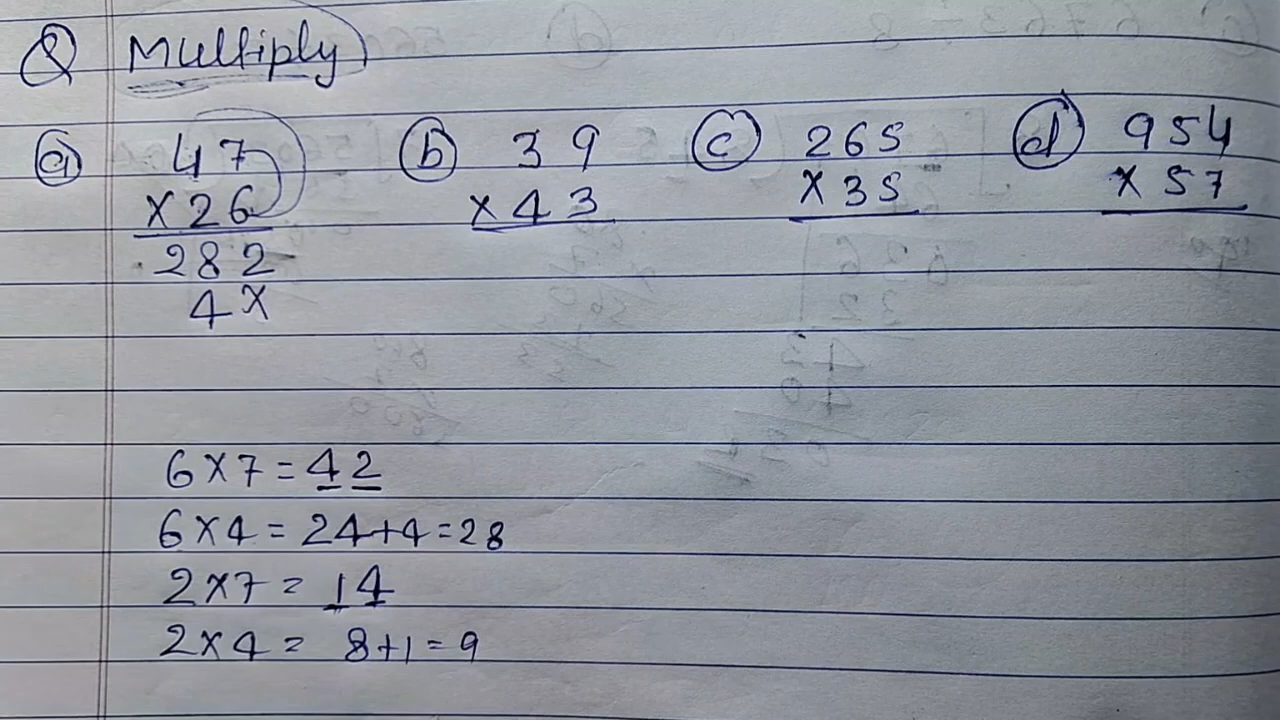 Q Multiply
a 47 b 39 c 265 d 954
×26 ×43 ×35 ×57
282
4×
6×7=42
6×4=24+4=28
2×7=14
2×4=8+1=9